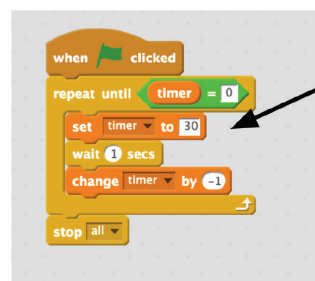 when clicked
repeat until timer = 0
set timer to 30
wait 1 secs
change timer by -1
stop all